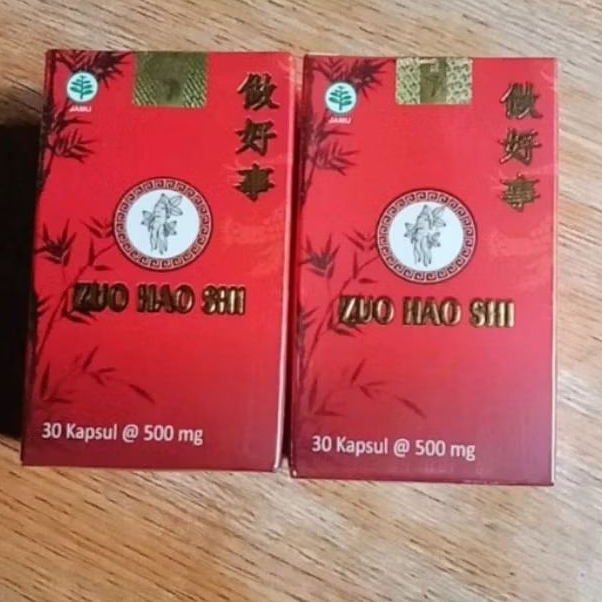 JAMU
做好事
ZUO HAO SHI
30 Kapsul @ 500 mg
JAMU
做好事
ZUO HAO SHI
30 Kapsul @ 500 mg